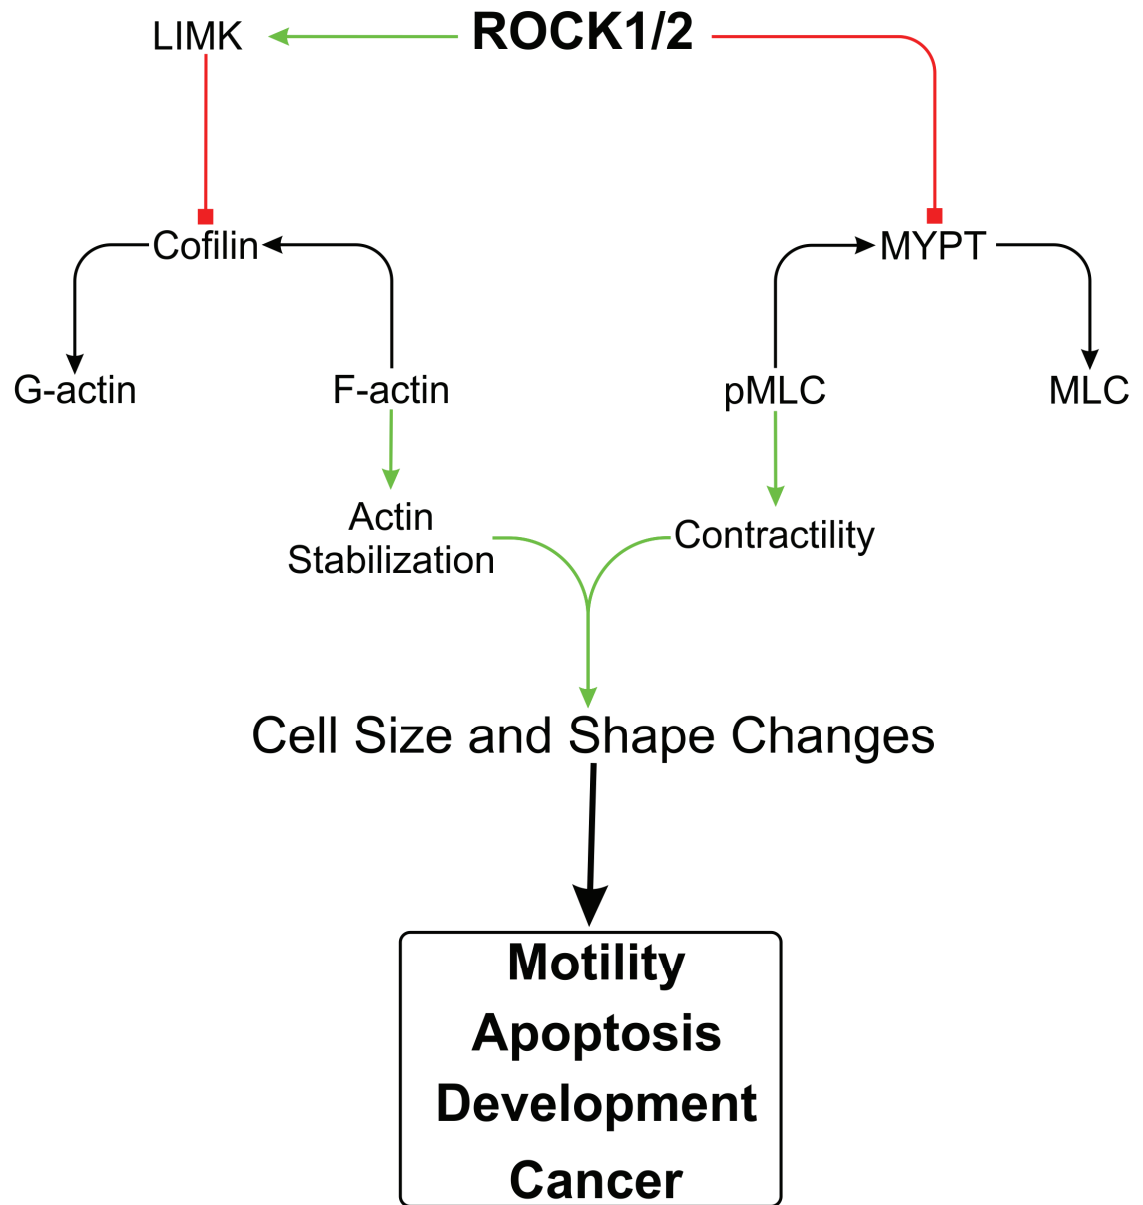 LIMK
ROCK1/2
Cofilin
MYPT
G-actin
F-actin
pMLC
MLC
Actin
Stabilization
Contractility
Cell Size and Shape Changes
Motility
Apoptosis
Development
Cancer